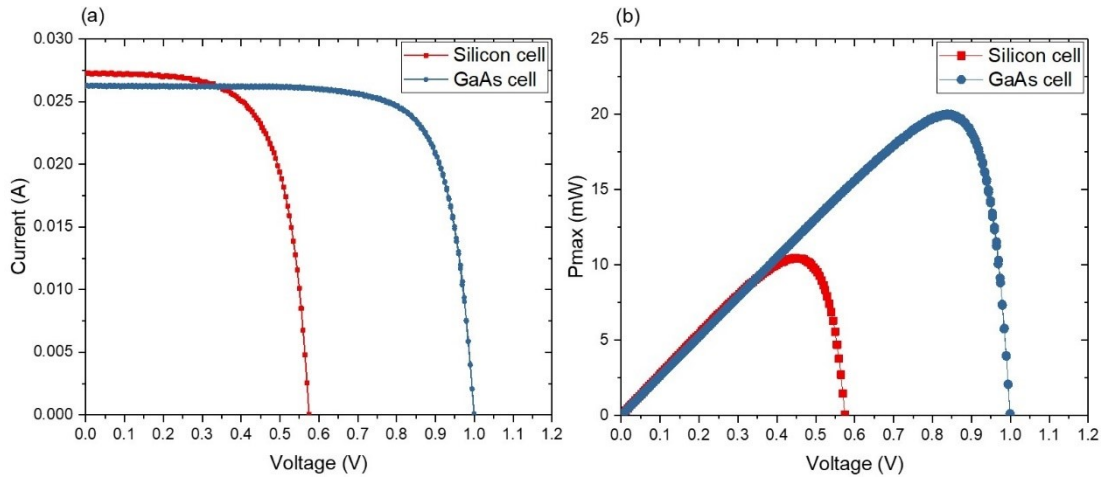 (a)
0.030
0.025
0.020
0.015
0.010
0.005
0.000
Current (A)
Silicon cell
GaAs cell
0.0 0.1 0.2 0.3 0.4 0.5 0.6 0.7 0.8 0.9 1.0 1.1 1.2
Voltage (V)
(b)
25
20
15
10
5
0
Pmax (mW)
Silicon cell
GaAs cell
0.0 0.1 0.2 0.3 0.4 0.5 0.6 0.7 0.8 0.9 1.0 1.1 1.2
Voltage (V)